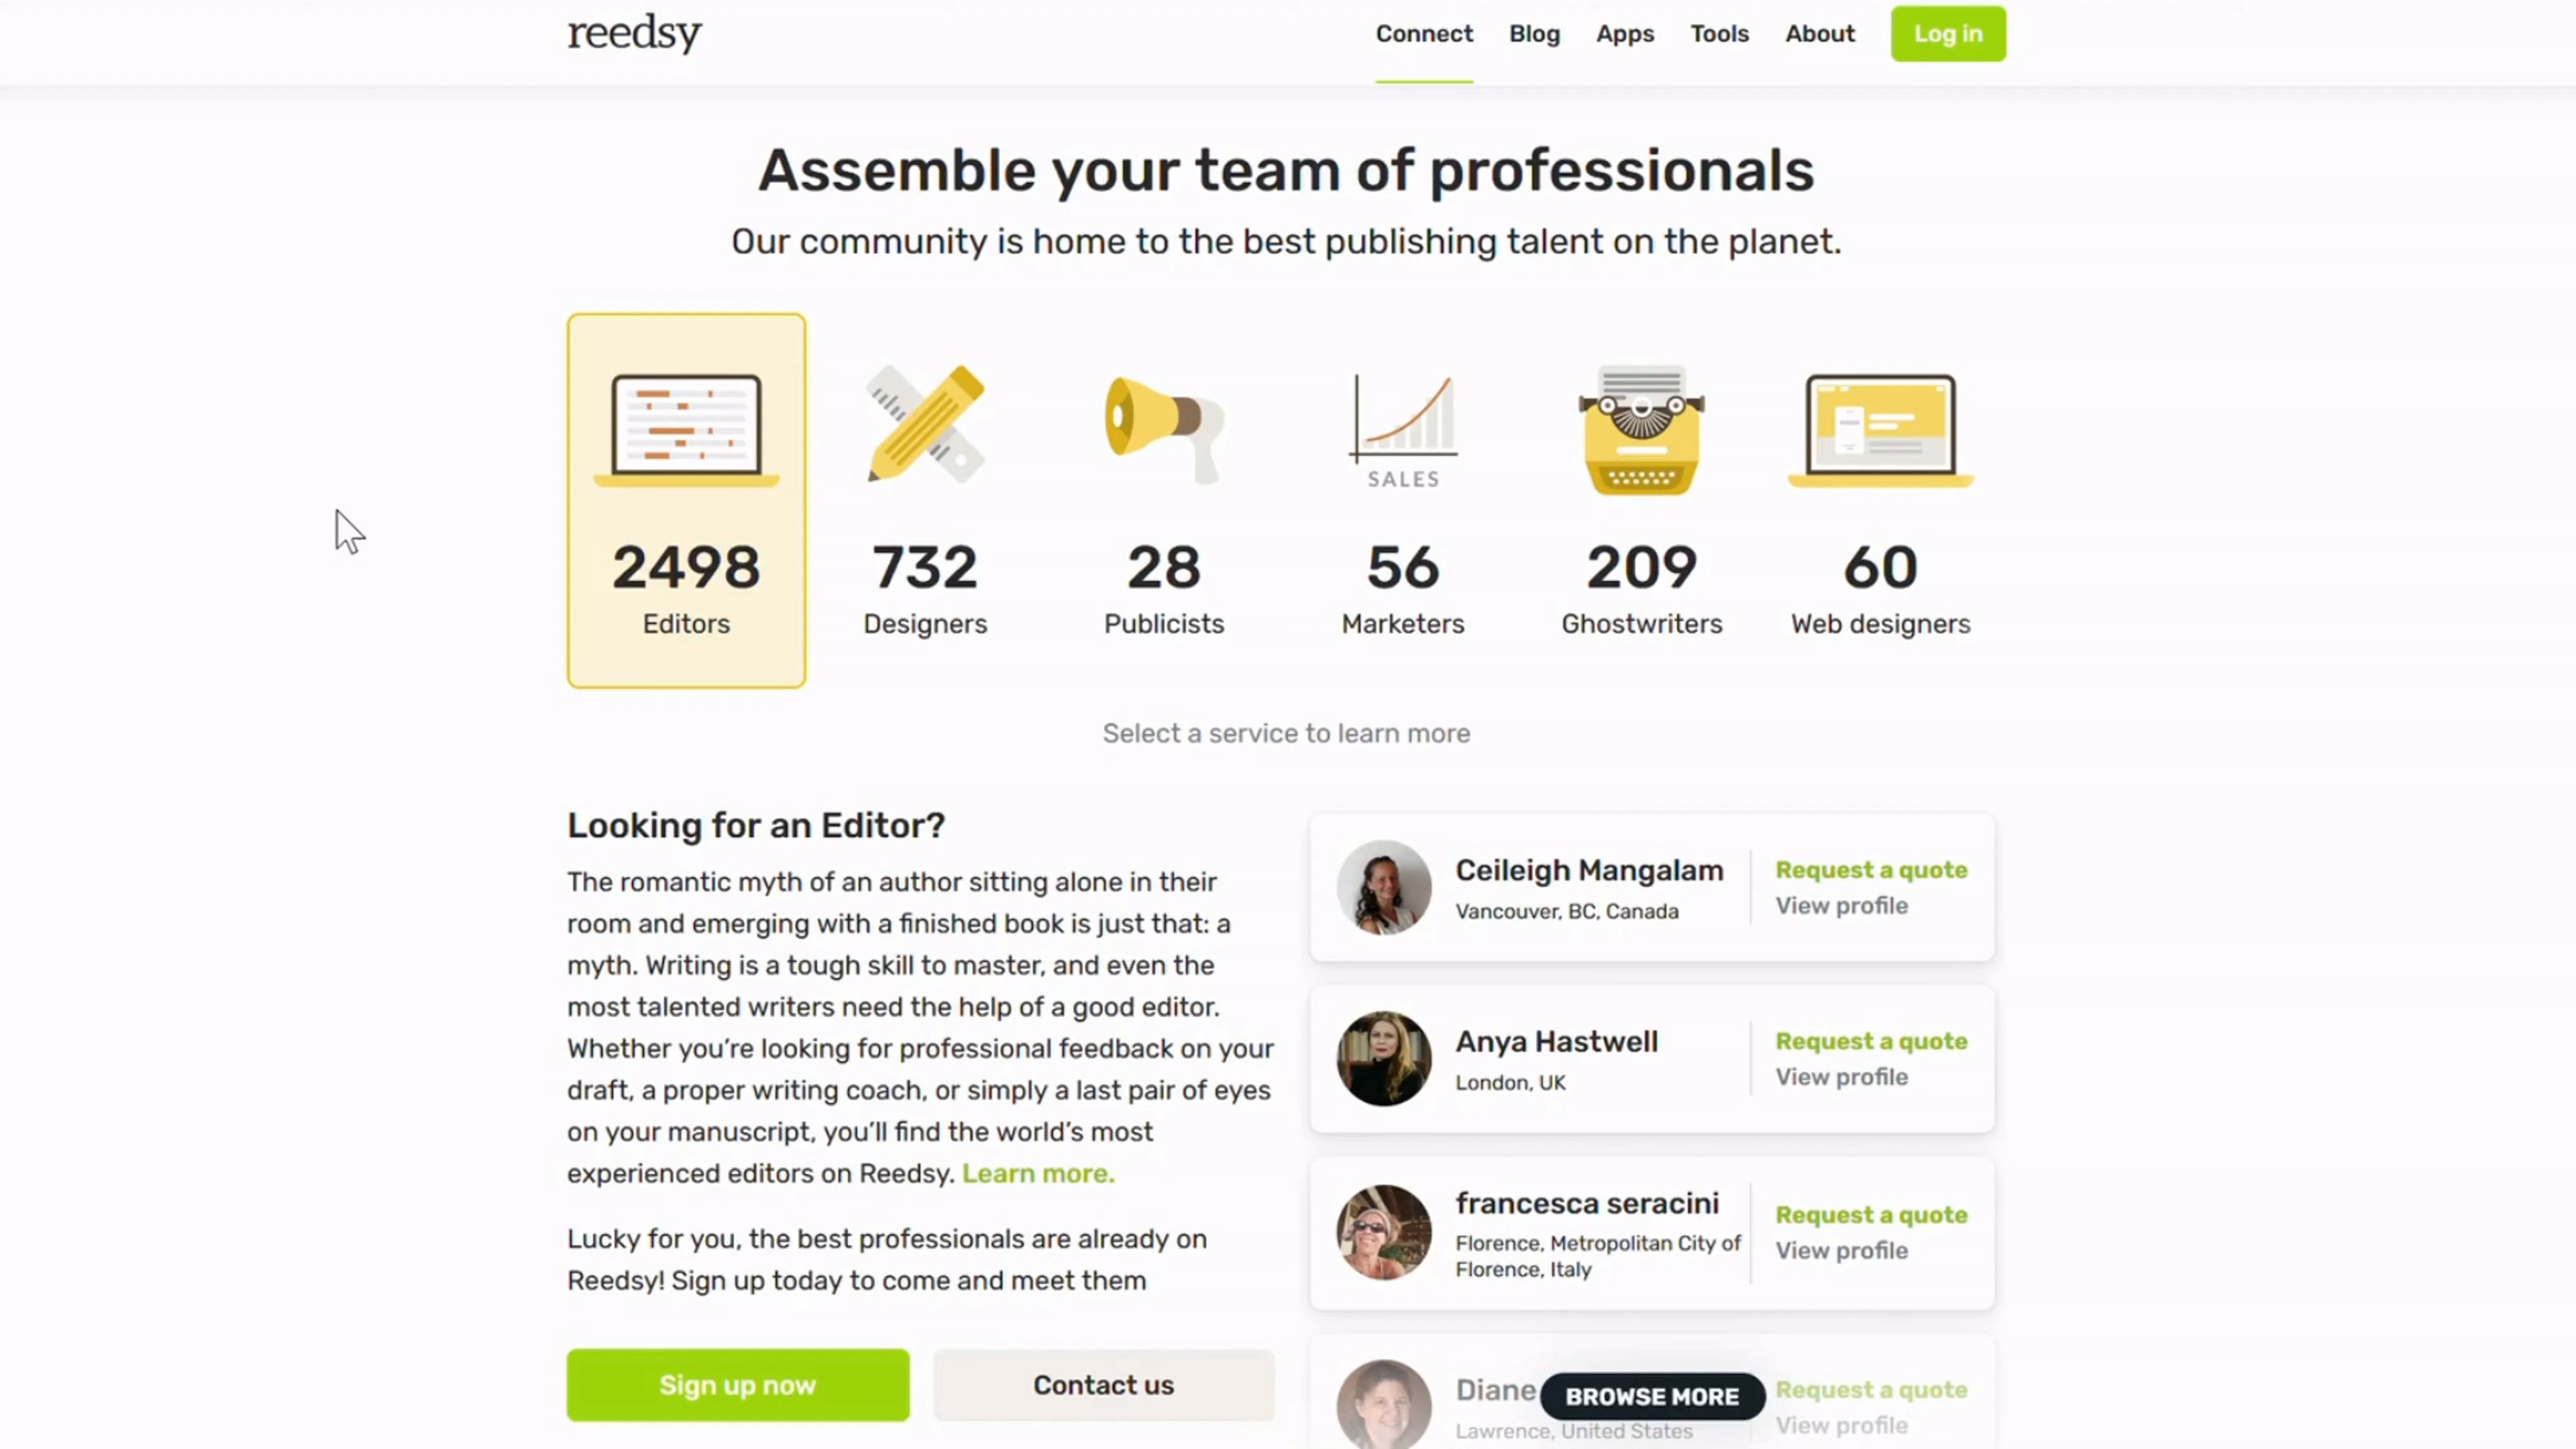 reedsy
Connect
Blog
Apps
Tools
About
Log in
Assemble your team of professionals
Our community is home to the best publishing talent on the planet.
SALES
2498
Editors
732
Designers
28
Publicists
56
Marketers
209
Ghostwriters
60
Web designers
Select a service to learn more
Looking for an Editor?
The romantic myth of an author sitting alone in their
room and emerging with a finished book is just that: a
myth. Writing is a tough skill to master, and even the
most talented writers need the help of a good editor.
Whether you’re looking for professional feedback on your
draft, a proper writing coach, or simply a last pair of eyes
on your manuscript, you’ll find the world’s most
experienced editors on Reedsy. Learn more.
Lucky for you, the best professionals are already on
Reedsy! Sign up today to come and meet them
Sign up now
Contact us
Ceileigh Mangalam
Vancouver, BC, Canada
Request a quote
View profile
Anya Hastwell
London, UK
Request a quote
View profile
francesca seracini
Florence, Metropolitan City of
Florence, Italy
Request a quote
View profile
Diane
Lawrence, United States
BROWSE MORE
Request a quote
View profile